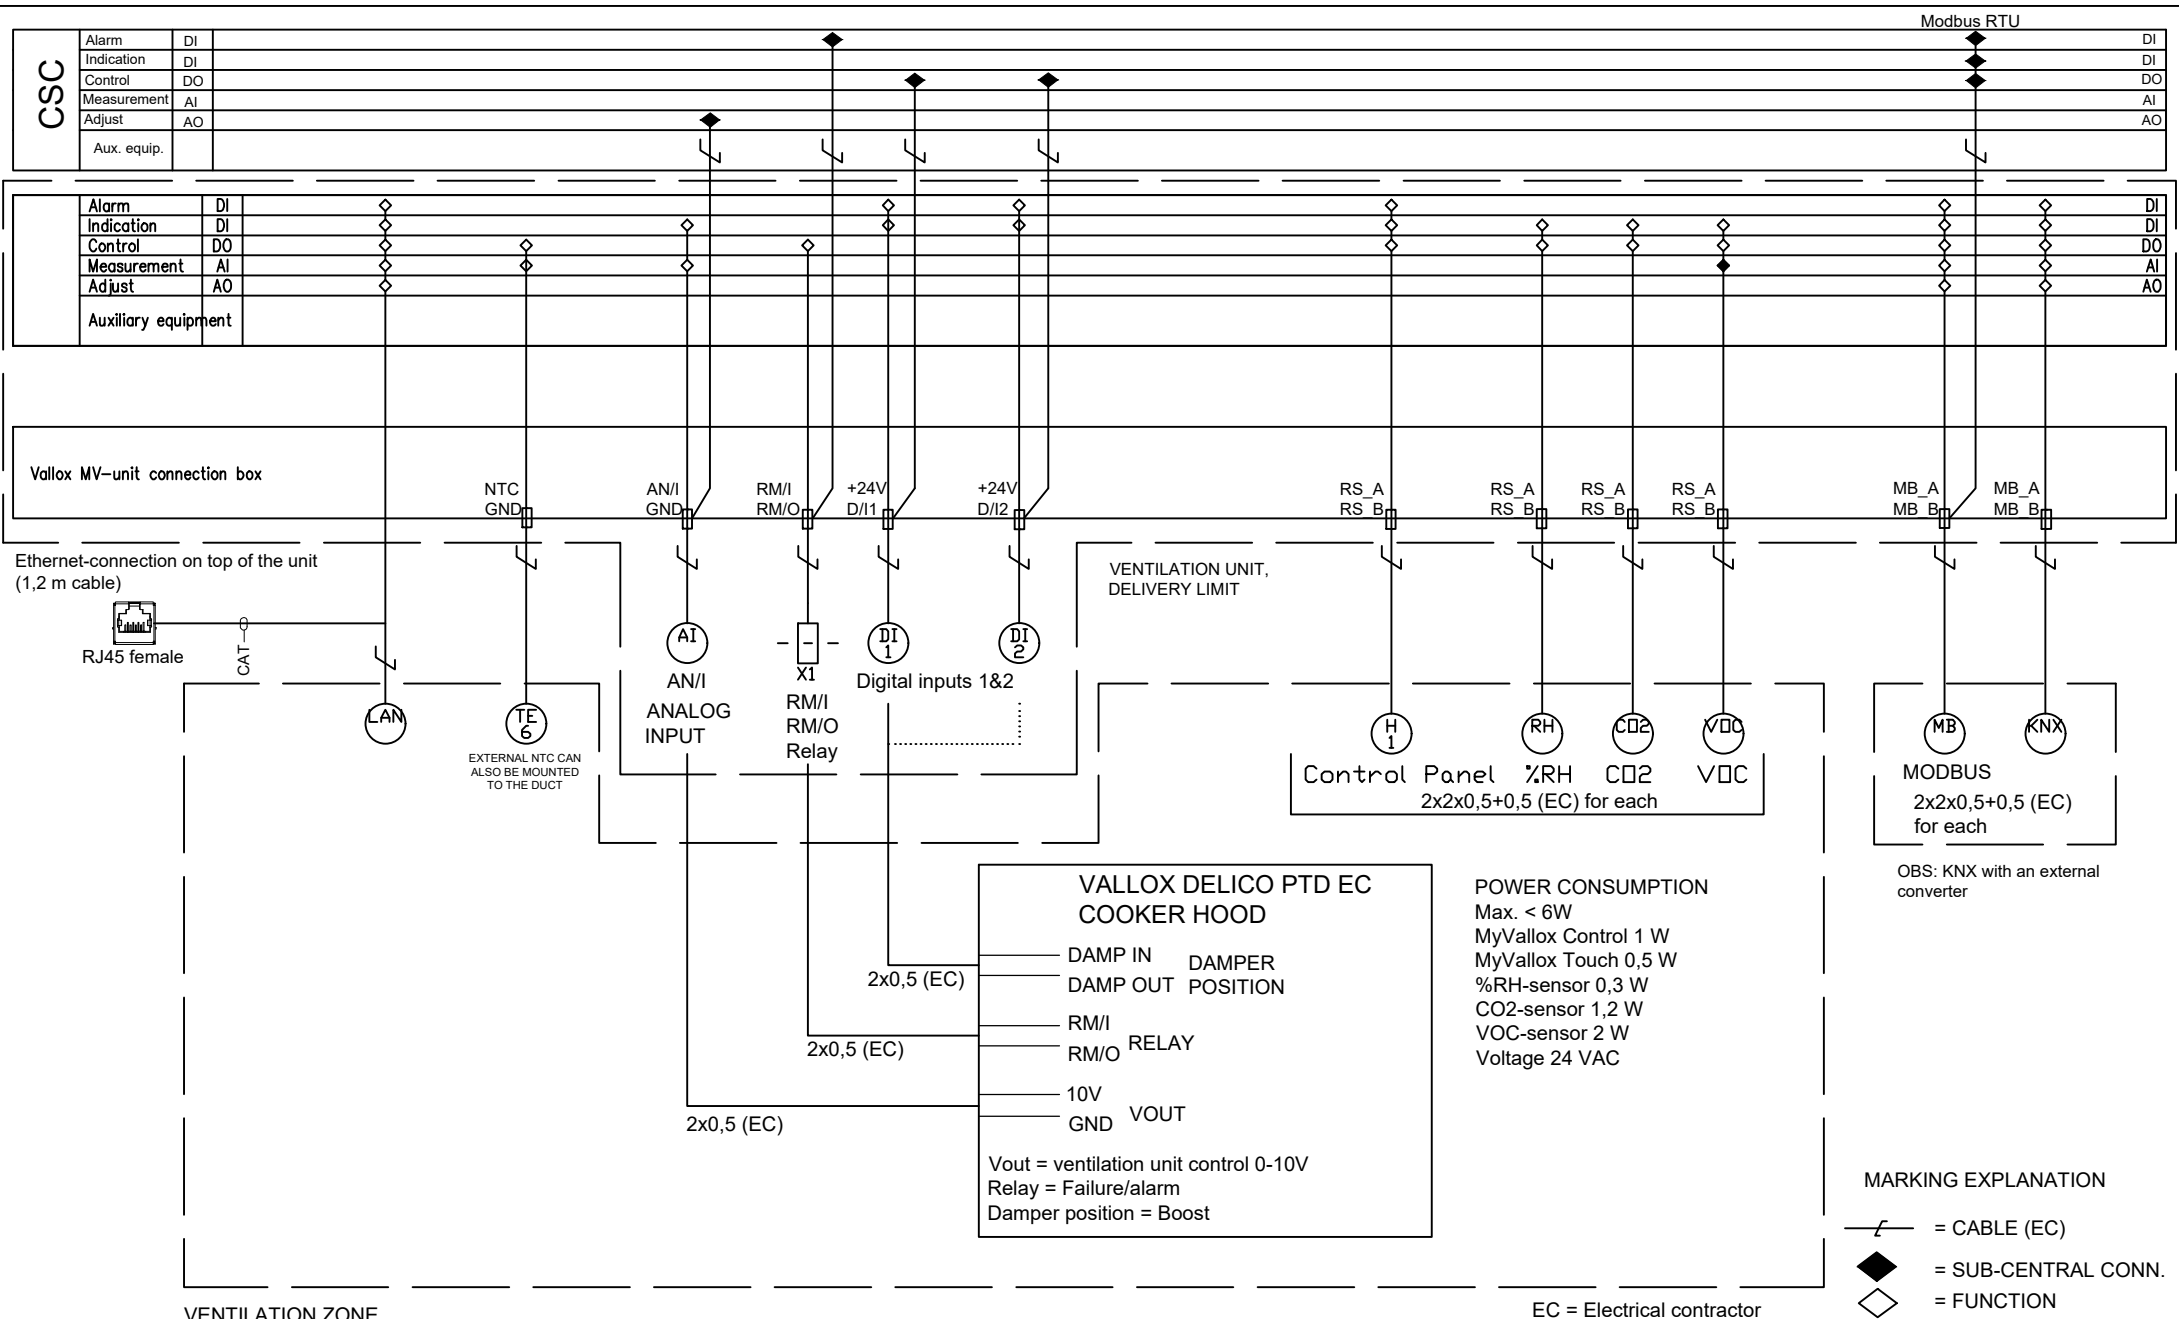 Modbus RTU
CSC
Alarm DI DI
Indication DI DI
Control DO DO
Measurement AI AI
Adjust AO AO
Aux. equip.
Alarm DI DI
Indication DI DI
Control DO DO
Measurement AI AI
Adjust AO AO
Auxiliary equipment
Vallox MV-unit connection box
NTC
GND
AN/I
GND
RM/I
RM/O
+24V
D/I1
+24V
D/I2
RS_A
RS_B
RS_A
RS_B
RS_A
RS_B
RS_A
RS_B
MB_A
MB_B
MB_A
MB_B
Ethernet-connection on top of the unit
(1,2 m cable)
RJ45 female
CAT
VENTILATION UNIT,
DELIVERY LIMIT
LAN
TE
6
EXTERNAL NTC CAN
ALSO BE MOUNTED
TO THE DUCT
AI
AN/I
ANALOG
INPUT
X1
RM/I
RM/O
Relay
DI
1
DI
2
Digital inputs 1&2
H
1
RH
CO2
VOC
Control Panel %RH CO2 VOC
2x2x0,5+0,5 (EC) for each
MB
KNX
MODBUS
2x2x0,5+0,5 (EC)
for each
OBS: KNX with an external
converter
VALLOX DELICO PTD EC
COOKER HOOD
DAMP IN
DAMP OUT
DAMPER
POSITION
2x0,5 (EC)
RM/I
RM/O
RELAY
2x0,5 (EC)
10V
GND
VOUT
2x0,5 (EC)
Vout = ventilation unit control 0-10V
Relay = Failure/alarm
Damper position = Boost
POWER CONSUMPTION
Max. < 6W
MyVallox Control 1 W
MyVallox Touch 0,5 W
%RH-sensor 0,3 W
CO2-sensor 1,2 W
VOC-sensor 2 W
Voltage 24 VAC
MARKING EXPLANATION
= CABLE (EC)
= SUB-CENTRAL CONN.
= FUNCTION
VENTILATION ZONE
EC = Electrical contractor